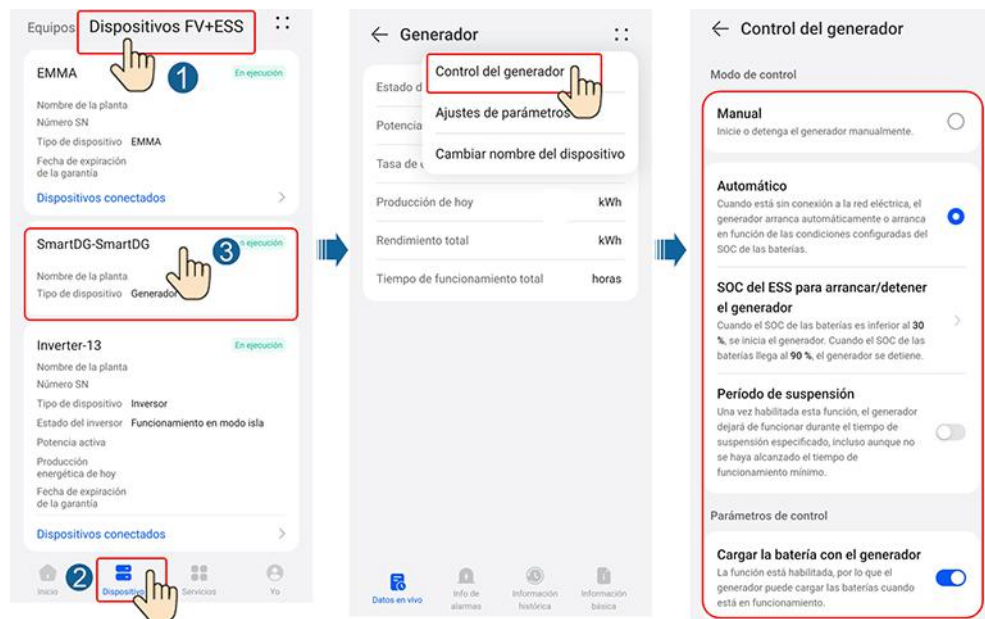 Equipos
Dispositivos FV+ESS
1
EMMA
En ejecución
Nombre de la planta
Número SN
Tipo de dispositivo EMMA
Fecha de expiración
de la garantía
Dispositivos conectados
SmartDG-SmartDG
3
n ejecución
Nombre de la planta
Tipo de dispositivo Generador
Inverter-13
En ejecución
Nombre de la planta
Número SN
Tipo de dispositivo Inversor
Estado del inversor Funcionamiento en modo isla
Potencia activa
Producción
energética de hoy
Fecha de expiración
de la garantía
Dispositivos conectados
2
Inicio
Dispositivo
Servicios
Yo
Generador
Control del generador
Estado d
Ajustes de parámetros
Potencia
Cambiar nombre del dispositivo
Tasa de
Producción de hoy kWh
Rendimiento total kWh
Tiempo de funcionamiento total horas
Datos en vivo
Info de
alarmas
Información
histórica
Información
básica
Control del generador
Modo de control
Manual
Inicie o detenga el generador manualmente.
Automático
Cuando está sin conexión a la red eléctrica, el
generador arranca automáticamente o arranca
en función de las condiciones configuradas del
SOC de las baterías.
SOC del ESS para arrancar/detener
el generador
Cuando el SOC de las baterías es inferior al 30
%, se inicia el generador. Cuando el SOC de las
baterías llega al 90 %, el generador se detiene.
Período de suspensión
Una vez habilitada esta función, el generador
dejará de funcionar durante el tiempo de
suspensión especificado, incluso aunque no
se haya alcanzado el tiempo de
funcionamiento mínimo.
Parámetros de control
Cargar la batería con el generador
La función está habilitada, por lo que el
generador puede cargar las baterías cuando
está en funcionamiento.